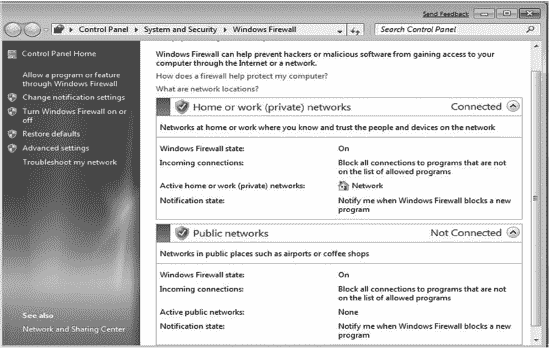 Send Feedback
Control Panel ▸ System and Security ▸ Windows Firewall
Search Control Panel
Control Panel Home
Allow a program or feature
through Windows Firewall
Change notification settings
Turn Windows Firewall on or
off
Restore defaults
Advanced settings
Troubleshoot my network
See also
Network and Sharing Center
Windows Firewall can help prevent hackers or malicious software from gaining access to your
computer through the Internet or a network.
How does a firewall help protect my computer?
What are network locations?
Home or work (private) networks Connected
Networks at home or work where you know and trust the people and devices on the network
Windows Firewall state: On
Incoming connections: Block all connections to programs that are not
on the list of allowed programs
Active home or work (private) networks: Network
Notification state: Notify me when Windows Firewall blocks a new
program
Public networks Not Connected
Networks in public places such as airports or coffee shops
Windows Firewall state: On
Incoming connections: Block all connections to programs that are not
on the list of allowed programs
Active public networks: None
Notification state: Notify me when Windows Firewall blocks a new
program